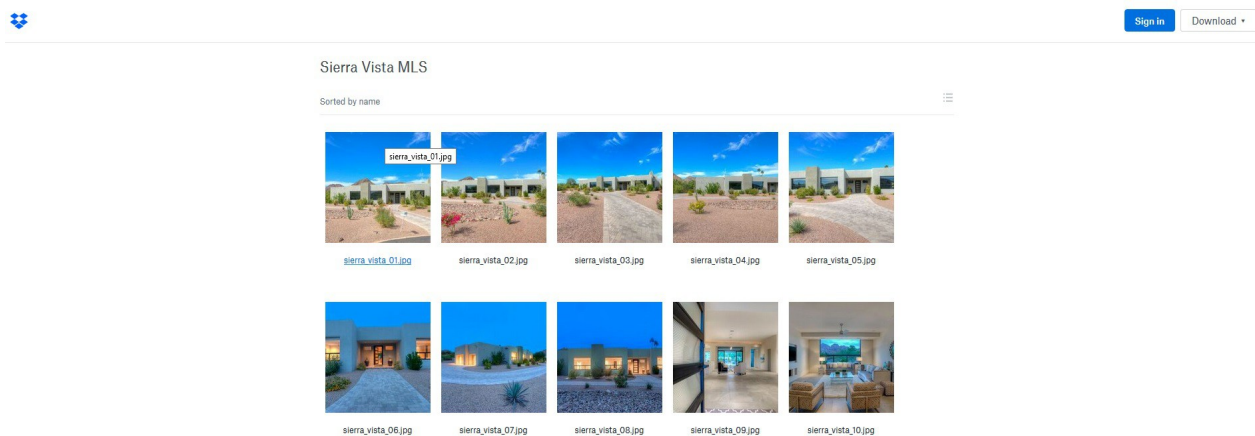 Sign in Download
Sierra Vista MLS
Sorted by name
sierra_vista_01.jpg
sierra_vista_01.jpg sierra_vista_02.jpg sierra_vista_03.jpg sierra_vista_04.jpg sierra_vista_05.jpg
sierra_vista_06.jpg sierra_vista_07.jpg sierra_vista_08.jpg sierra_vista_09.jpg sierra_vista_10.jpg